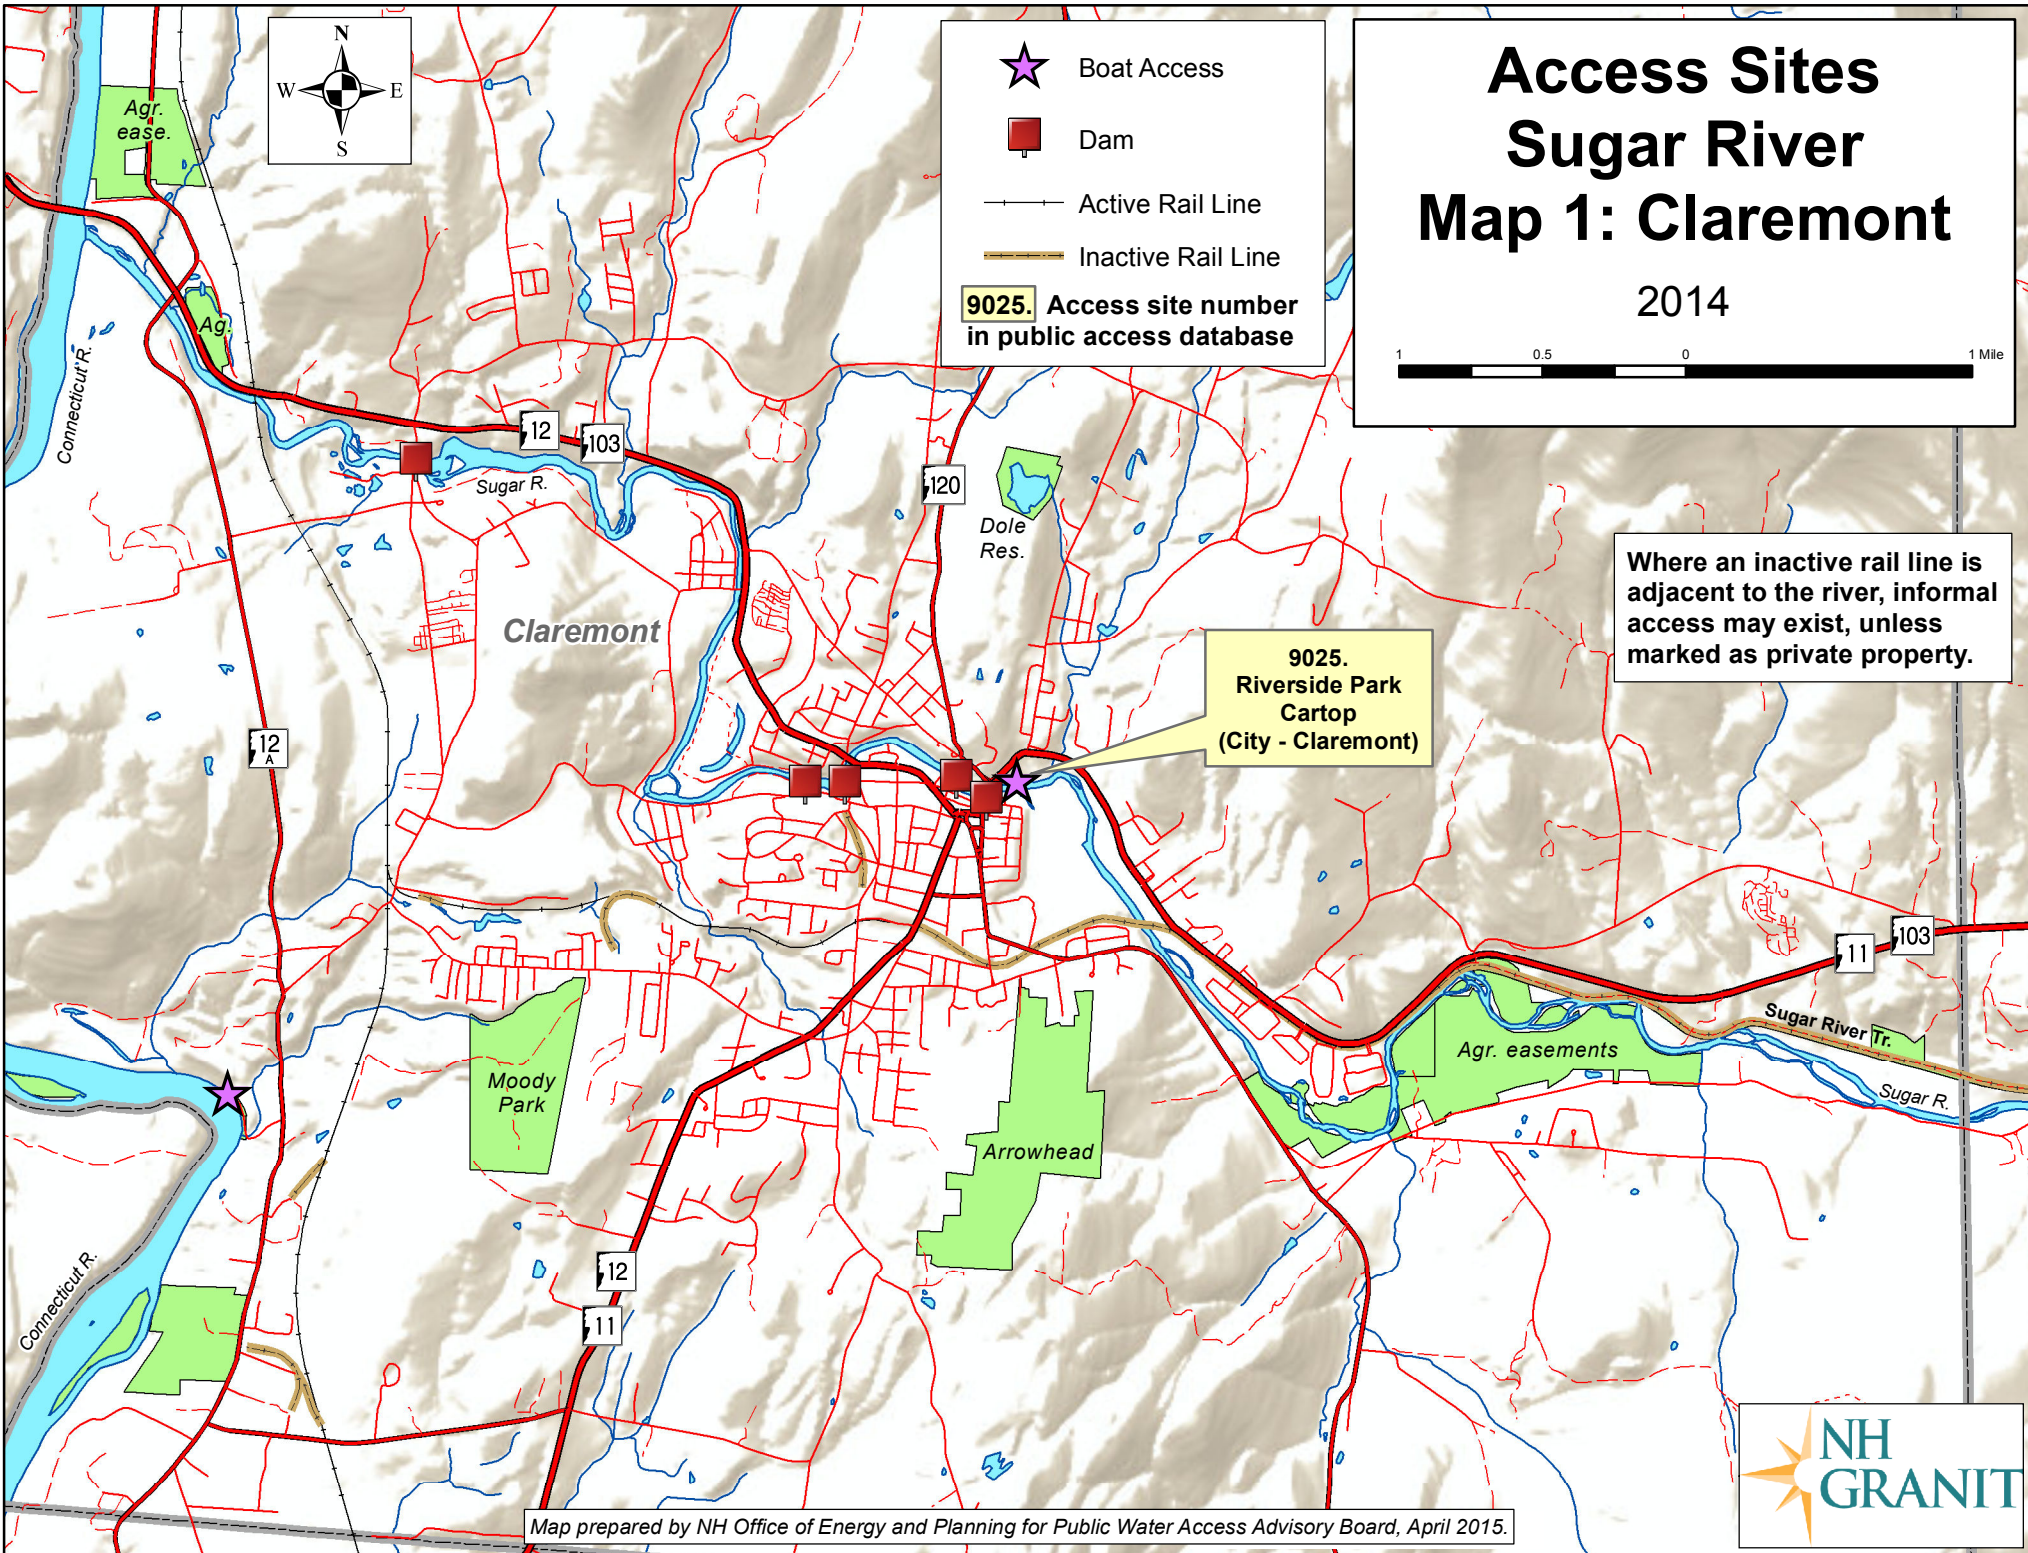 Access Sites
Sugar River
Map 1: Claremont
2014
1 0.5 0 1 Mile
N
W E
S
Boat Access
Dam
Active Rail Line
Inactive Rail Line
9025. Access site number
in public access database
Agr.
ease.
Ag.
Connecticut R.
12
103
Sugar R.
120
Dole
Res.
Where an inactive rail line is
adjacent to the river, informal
access may exist, unless
marked as private property.
Claremont
9025.
Riverside Park
Cartop
(City - Claremont)
12
A
103
11
Sugar River Tr.
Agr. easements
Sugar R.
Moody
Park
Arrowhead
Connecticut R.
12
11
NH
GRANIT
Map prepared by NH Office of Energy and Planning for Public Water Access Advisory Board, April 2015.